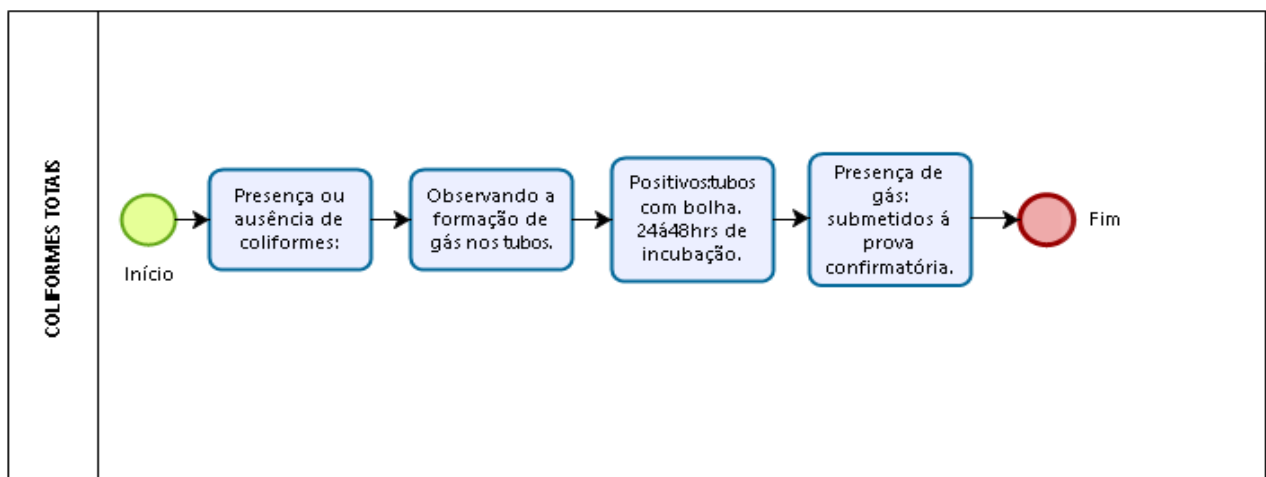 COLIFORMES TOTAIS
Início
Presença ou
ausência de
coliformes:
Observando a
formação de
gás nos tubos.
Positivos:tubos
com bolha.
24á48hrs de
incubação.
Presença de
gás:
submetidos á
prova
confirmatória.
Fim